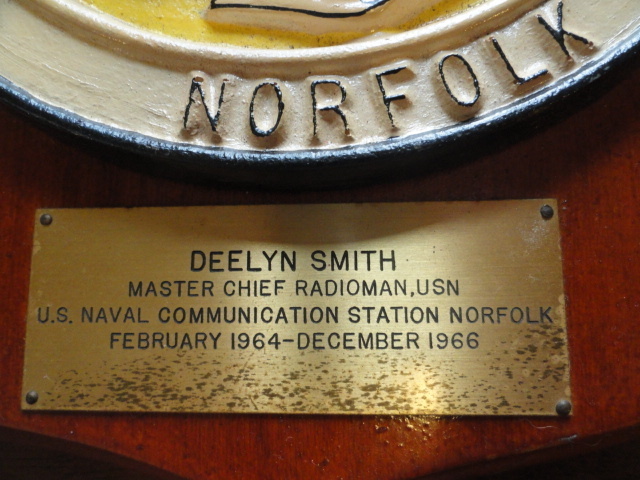 NORFOLK
DEELYN SMITH
MASTER CHIEF RADIOMAN,USN
U.S. NAVAL COMMUNICATION STATION NORFOLK
FEBRUARY 1964-DECEMBER 1966